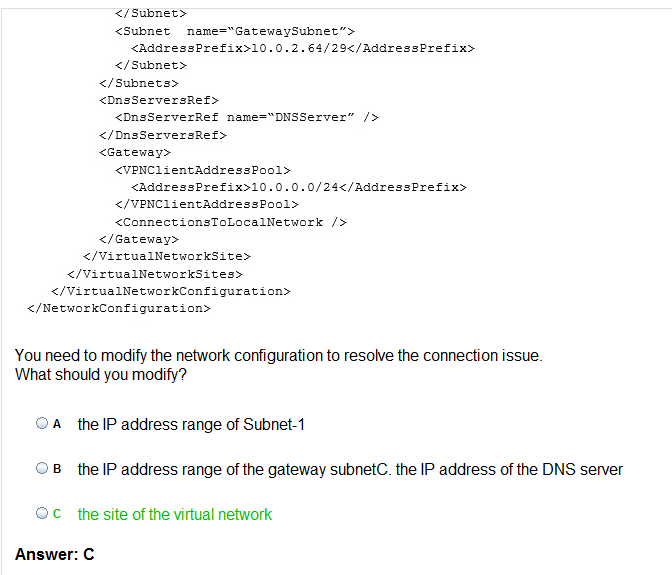 </Subnet>
<Subnet name="GatewaySubnet”>
<AddressPrefix>10.0.2.64/29</AddressPrefix>
</Subnet>
</Subnets>
<DnsServersRef>
<DnsServerRef name="DNSServer” />
</DnsServersRef>
<Gateway>
<VPNClientAddressPool>
<AddressPrefix>10.0.0.0/24</AddressPrefix>
</VPNClientAddressPool>
<ConnectionsToLocalNetwork />
</Gateway>
</VirtualNetworkSite>
</VirtualNetworkSites>
</VirtualNetworkConfiguration>
</NetworkConfiguration>
You need to modify the network configuration to resolve the connection issue.
What should you modify?
A the IP address range of Subnet-1
B the IP address range of the gateway subnetC. the IP address of the DNS server
C the site of the virtual network
Answer: C